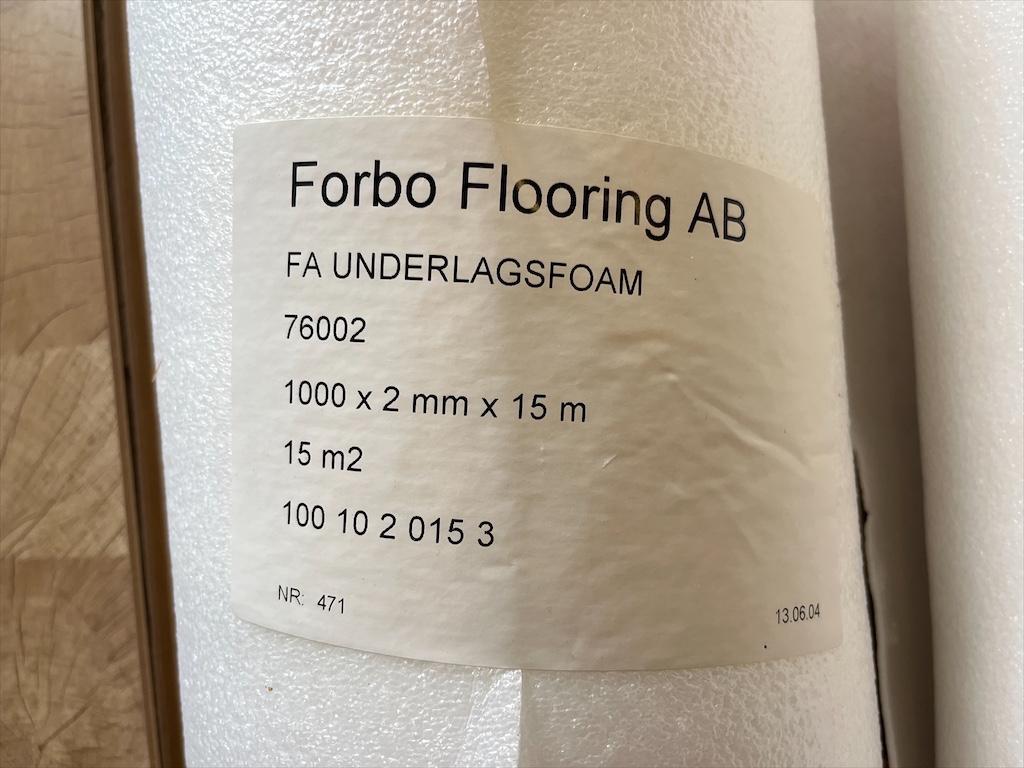 Forbo Flooring AB
FA UNDERLAGSFOAM
76002
1000 x 2 mm x 15 m
15 m2
100 10 2 015 3
NR: 471
13.06.04